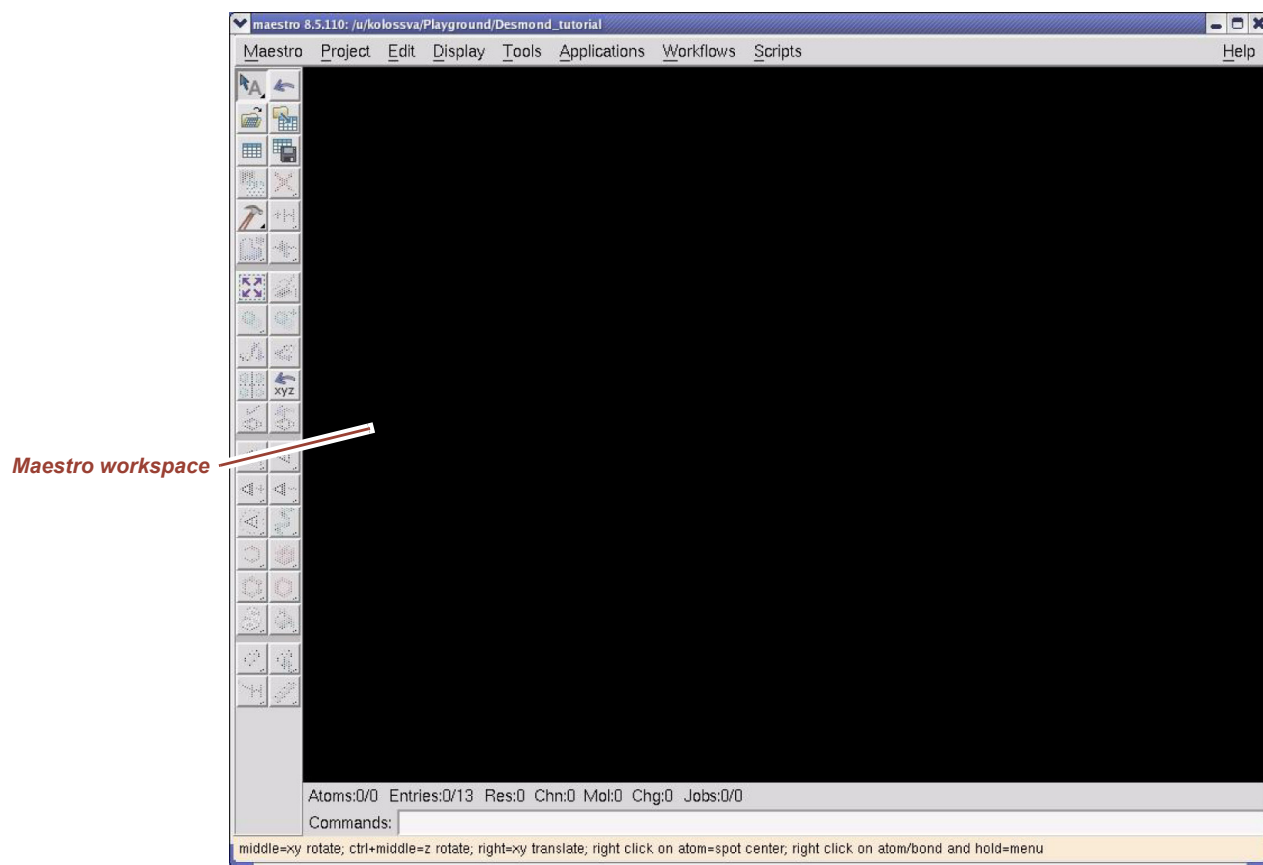 maestro 8.5.110: /u/kolossva/Playground/Desmond_tutorial
Maestro Project Edit Display Tools Applications Workflows Scripts Help
A
+H
xyz
Maestro workspace
H
Atoms:0/0 Entries:0/13 Res:0 Chn:0 Mol:0 Chg:0 Jobs:0/0
Commands:
middle=xy rotate; ctrl+middle=z rotate; right=xy translate; right click on atom=spot center; right click on atom/bond and hold=menu